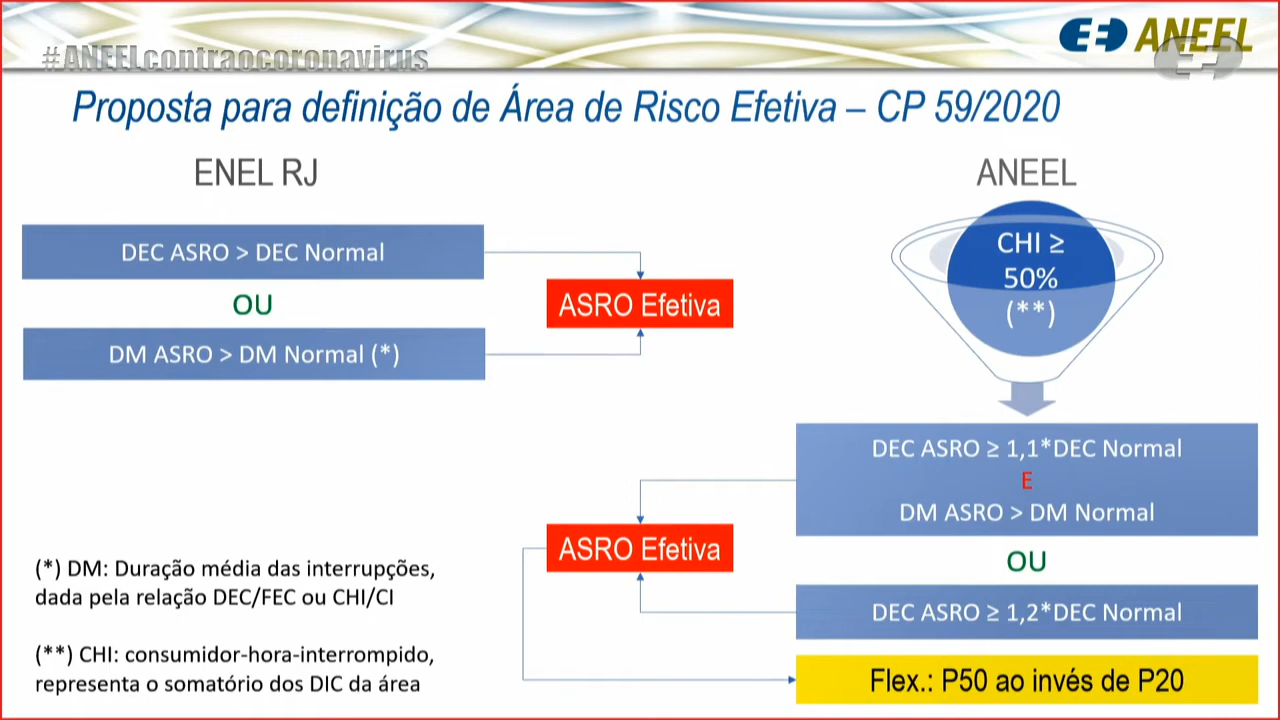 #ANEELcontraocoronavirus
ANEEL
Proposta para definição de Área de Risco Efetiva – CP 59/2020
ENEL RJ
DEC ASRO > DEC Normal
OU
DM ASRO > DM Normal (*)
ASRO Efetiva
ANEEL
CHI ≥
50%
(**)
DEC ASRO ≥ 1,1*DEC Normal
E
DM ASRO > DM Normal
OU
DEC ASRO ≥ 1,2*DEC Normal
ASRO Efetiva
Flex.: P50 ao invés de P20
(*) DM: Duração média das interrupções,
dada pela relação DEC/FEC ou CHI/CI
(**) CHI: consumidor-hora-interrompido,
representa o somatório dos DIC da área